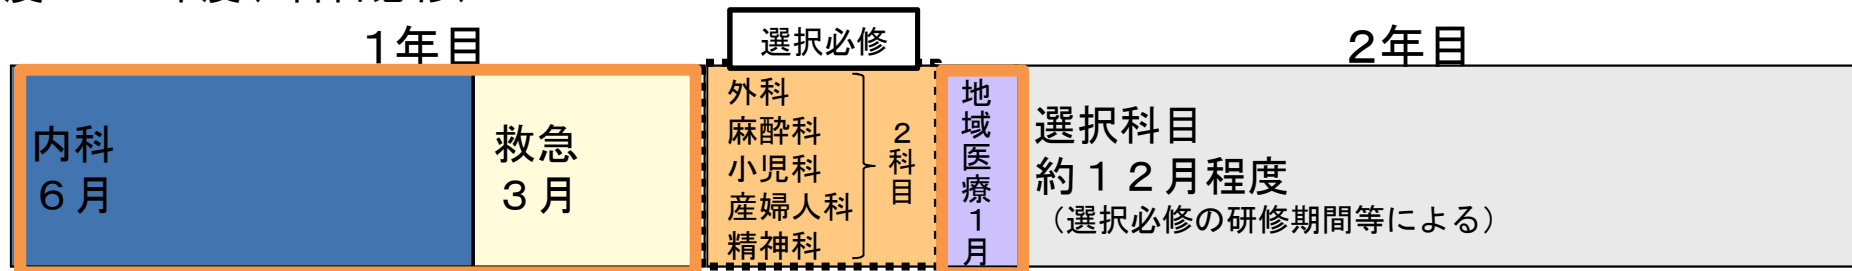 1年目
選択必修
2年目
内科
6月
救急
3月
外科
麻酔科
小児科
産婦人科
精神科
2科目
地域医療1月
選択科目
約12月程度
(選択必修の研修期間等による)